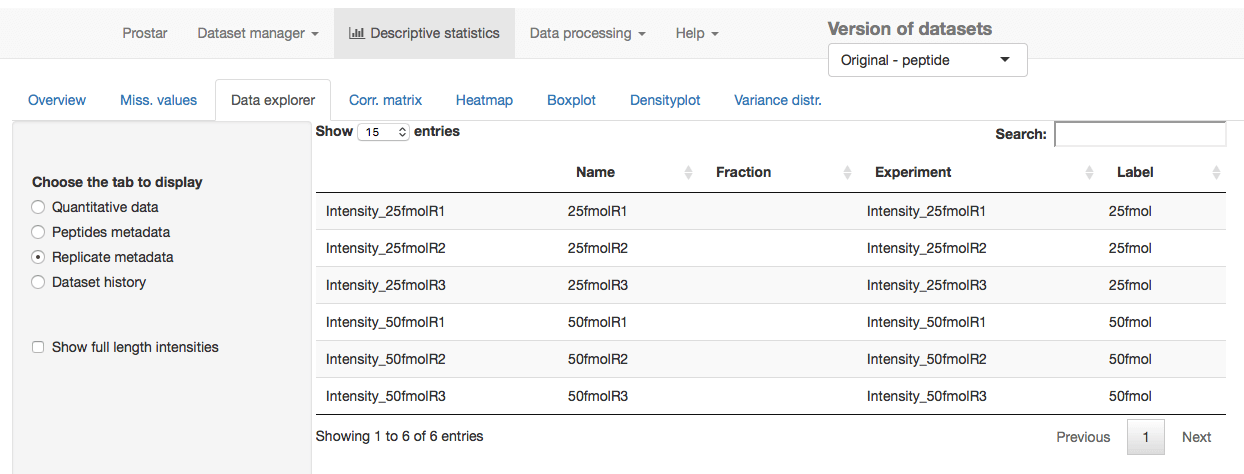 Prostar Dataset manager Descriptive statistics Data processing Help Version of datasets
Original - peptide
Overview Miss. values Data explorer Corr. matrix Heatmap Boxplot Densityplot Variance distr.
Show 15 entries Search:
Choose the tab to display
Quantitative data
Peptides metadata
Replicate metadata
Dataset history
Show full length intensities
Name Fraction Experiment Label
Intensity_25fmolR1 25fmolR1 Intensity_25fmolR1 25fmol
Intensity_25fmolR2 25fmolR2 Intensity_25fmolR2 25fmol
Intensity_25fmolR3 25fmolR3 Intensity_25fmolR3 25fmol
Intensity_50fmolR1 50fmolR1 Intensity_50fmolR1 50fmol
Intensity_50fmolR2 50fmolR2 Intensity_50fmolR2 50fmol
Intensity_50fmolR3 50fmolR3 Intensity_50fmolR3 50fmol
Showing 1 to 6 of 6 entries Previous 1 Next